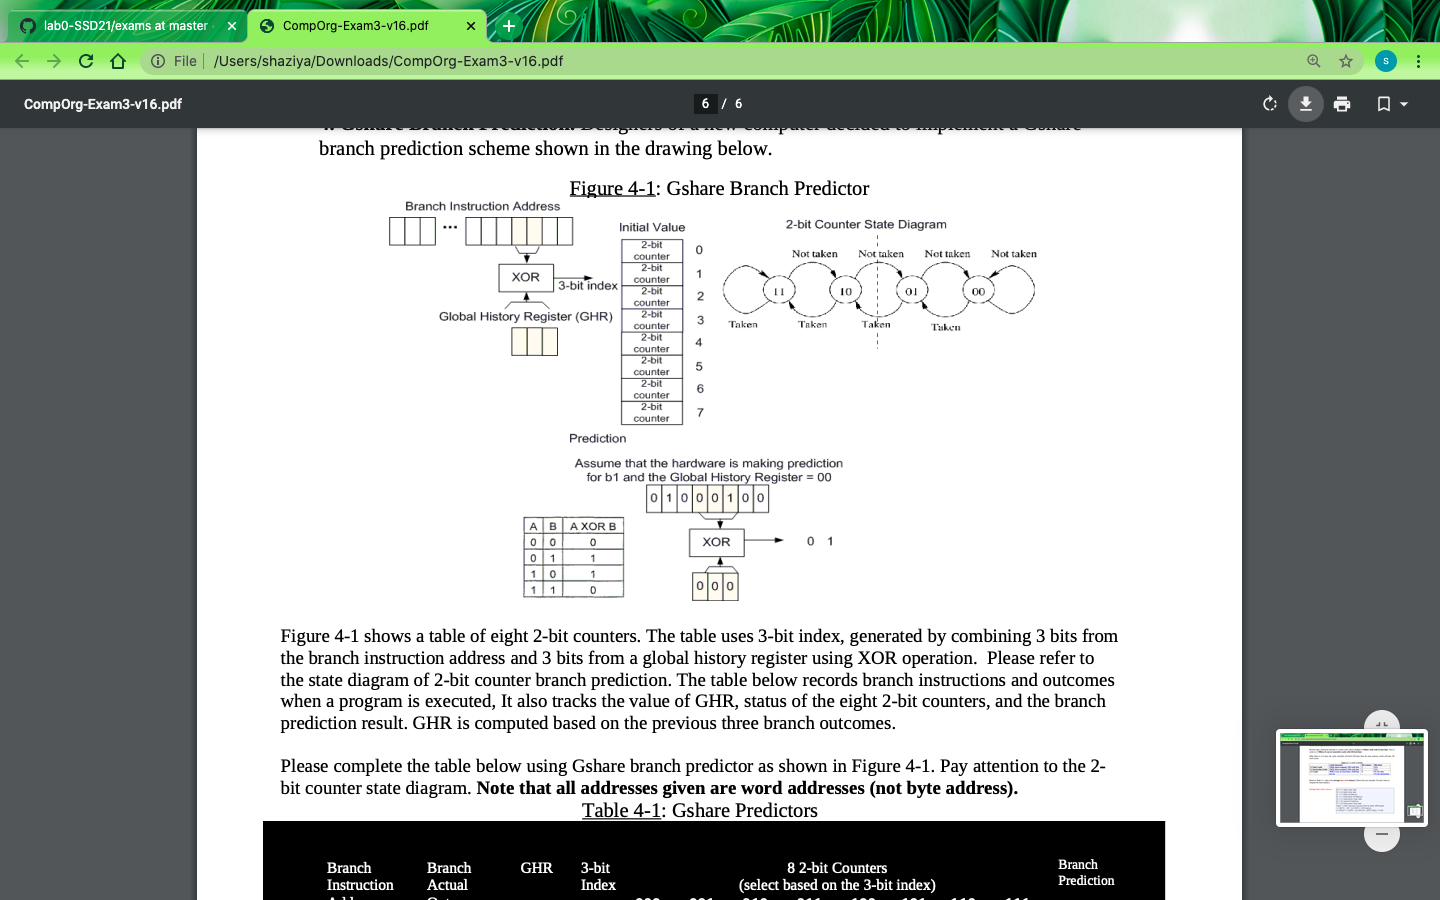 lab0-SSD21/exams at master
CompOrg-Exam3-v16.pdf
File /Users/shaziya/Downloads/CompOrg-Exam3-v16.pdf
S
CompOrg-Exam3-v16.pdf
6 / 6
Gshare Branch Prediction. Designers of a new computer decided to implement a Gshare
branch prediction scheme shown in the drawing below.
Figure 4-1: Gshare Branch Predictor
Branch Instruction Address
...
XOR
3-bit index
Global History Register (GHR)
Initial Value
2-bit counter 0
2-bit counter 1
2-bit counter 2
2-bit counter 3
2-bit counter 4
2-bit counter 5
2-bit counter 6
2-bit counter 7
2-bit Counter State Diagram
Not taken Not taken Not taken Not taken
11 10 01 00
Taken Taken Taken Taken
Prediction
Assume that the hardware is making prediction
for b1 and the Global History Register = 00
0 1 0 0 0 1 0 0
A B A XOR B
0 0 0
0 1 1
1 0 1
1 1 0
XOR 0 1
0 0 0
Figure 4-1 shows a table of eight 2-bit counters. The table uses 3-bit index, generated by combining 3 bits from
the branch instruction address and 3 bits from a global history register using XOR operation. Please refer to
the state diagram of 2-bit counter branch prediction. The table below records branch instructions and outcomes
when a program is executed, It also tracks the value of GHR, status of the eight 2-bit counters, and the branch
prediction result. GHR is computed based on the previous three branch outcomes.
Please complete the table below using Gshare branch predictor as shown in Figure 4-1. Pay attention to the 2-
bit counter state diagram. Note that all addresses given are word addresses (not byte address).
Table 4-1: Gshare Predictors
Branch Branch GHR 3-bit 8 2-bit Counters Branch
Instruction Actual Index (select based on the 3-bit index) Prediction